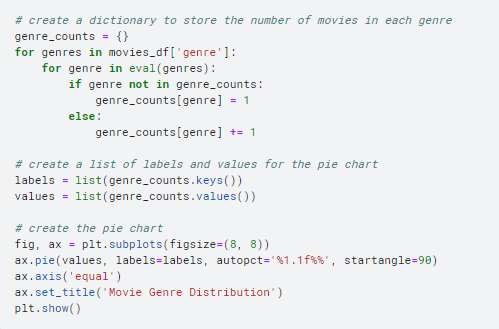 # create a dictionary to store the number of movies in each genre
genre_counts = {}
for genres in movies_df['genre']:
    for genre in eval(genres):
        if genre not in genre_counts:
            genre_counts[genre] = 1
        else:
            genre_counts[genre] += 1
# create a list of labels and values for the pie chart
labels = list(genre_counts.keys())
values = list(genre_counts.values())
# create the pie chart
fig, ax = plt.subplots(figsize=(8, 8))
ax.pie(values, labels=labels, autopct='%1.1f%%', startangle=90)
ax.axis('equal')
ax.set_title('Movie Genre Distribution')
plt.show()